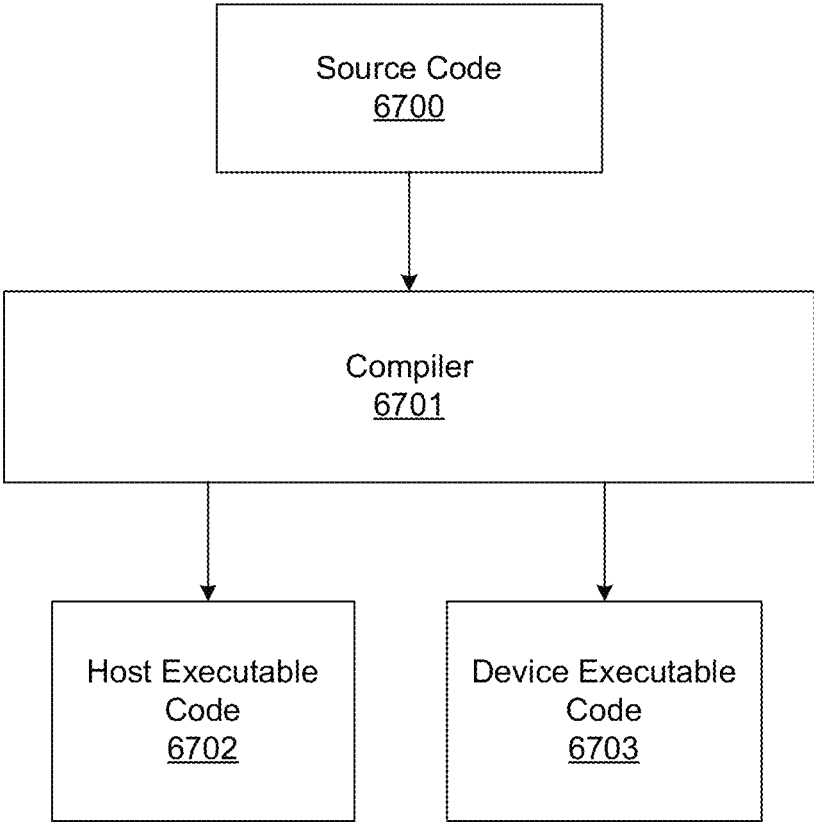 Source Code
6700
Compiler
6701
Host Executable
Code
6702
Device Executable
Code
6703